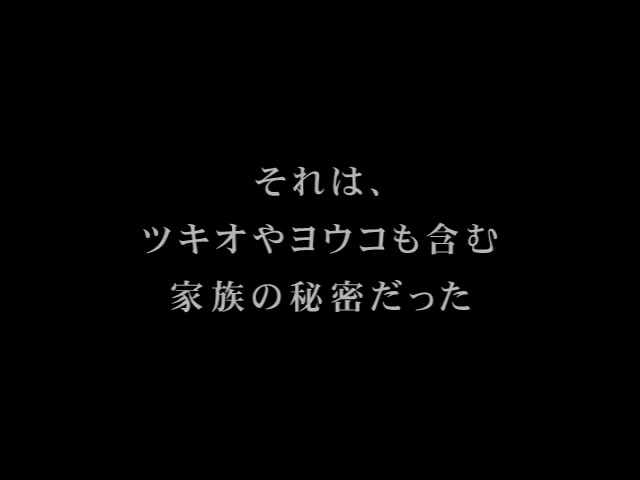 それは、
ツキオやヨウコも含む
家族の秘密だった